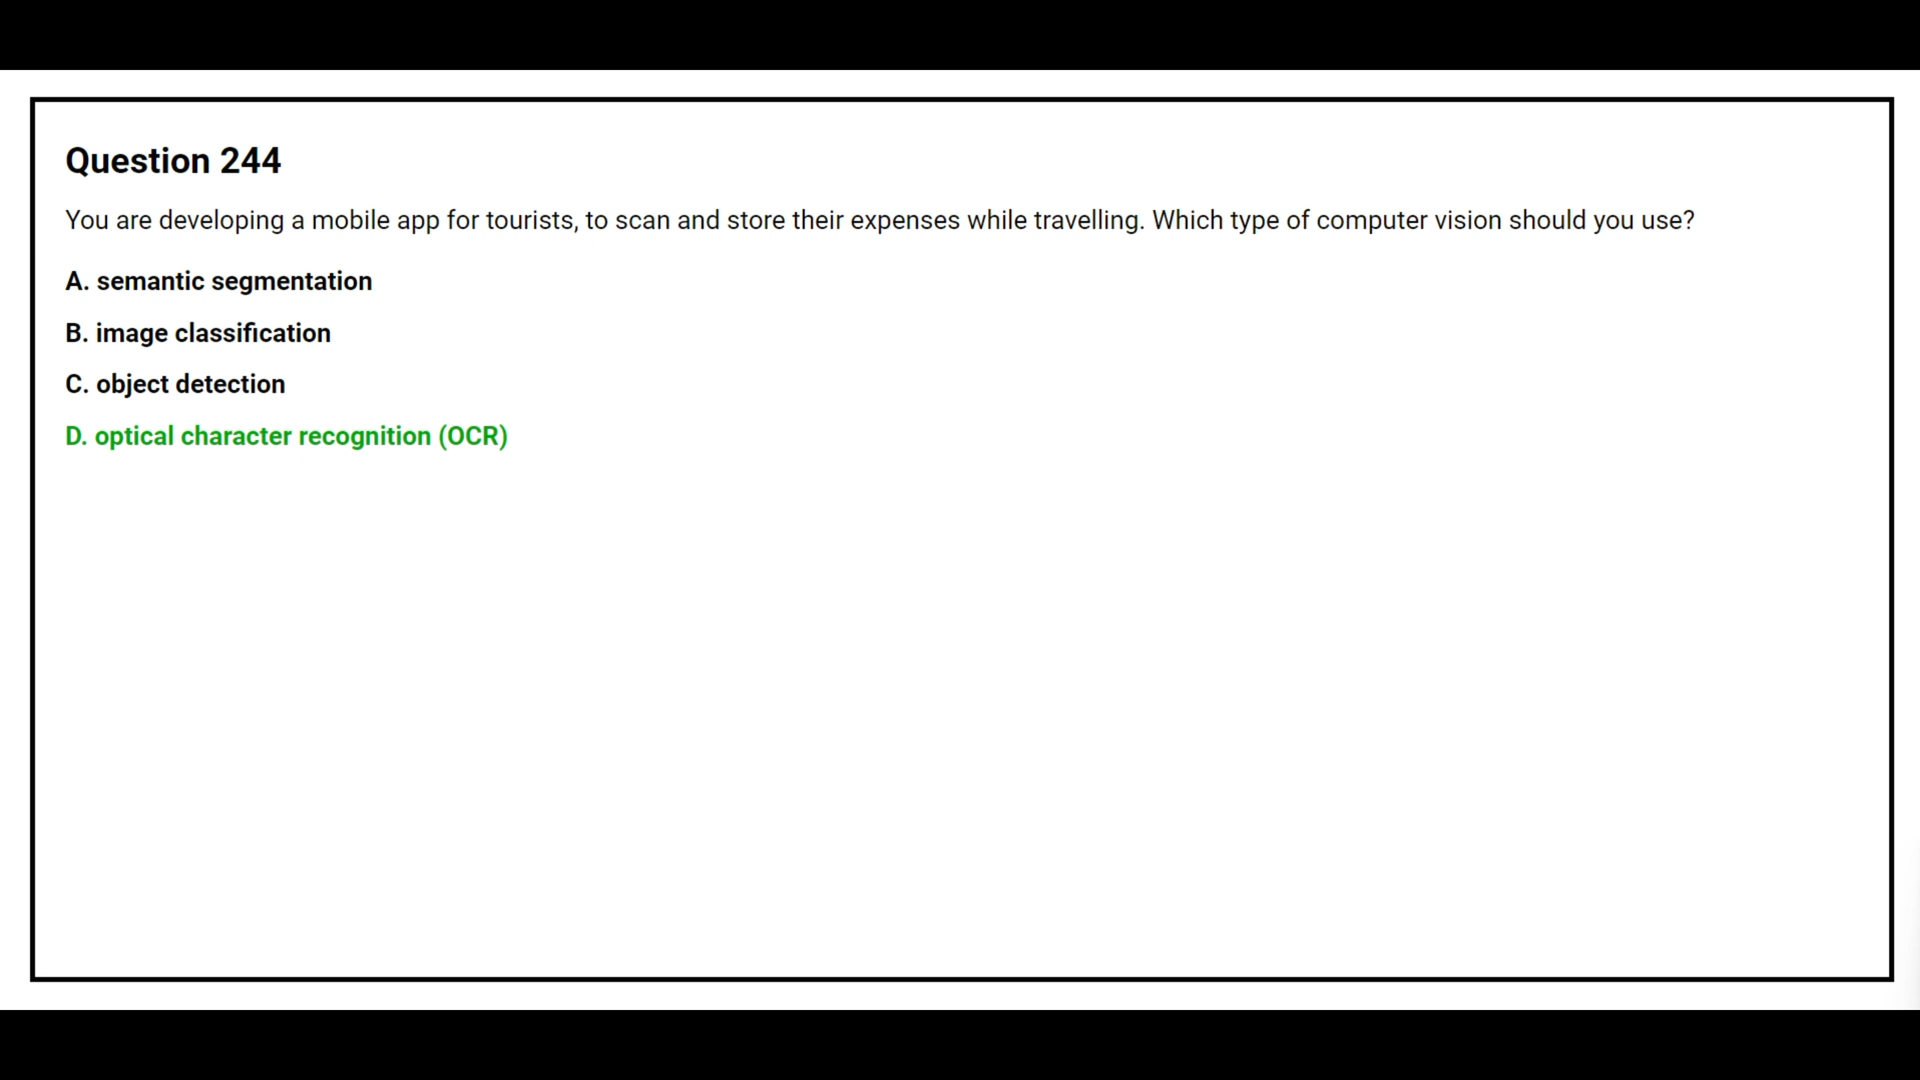 Question 244
You are developing a mobile app for tourists, to scan and store their expenses while travelling. Which type of computer vision should you use?
A. semantic segmentation
B. image classification
C. object detection
D. optical character recognition (OCR)